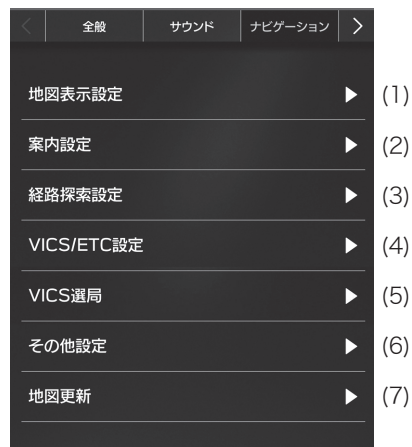 全般 サウンド ナビゲーション
地図表示設定 (1)
案内設定 (2)
経路探索設定 (3)
VICS/ETC設定 (4)
VICS選局 (5)
その他設定 (6)
地図更新 (7)